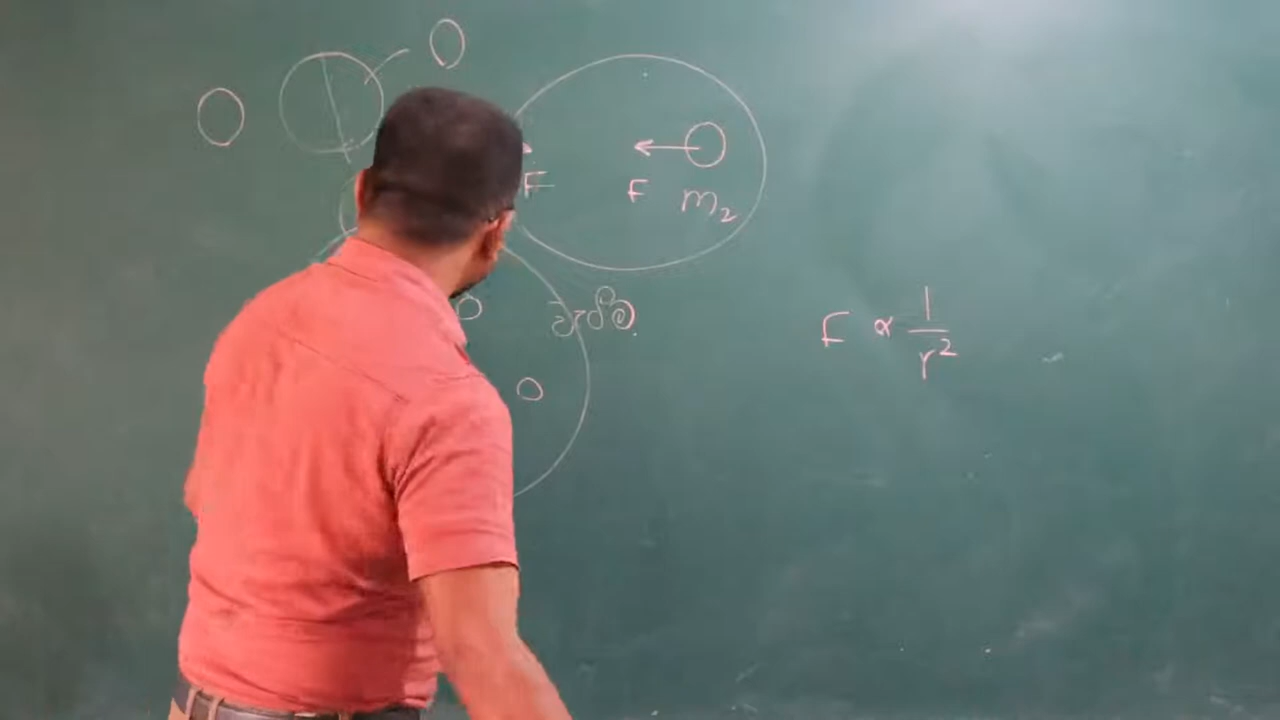 F F m₂
F ∝ 1/r²